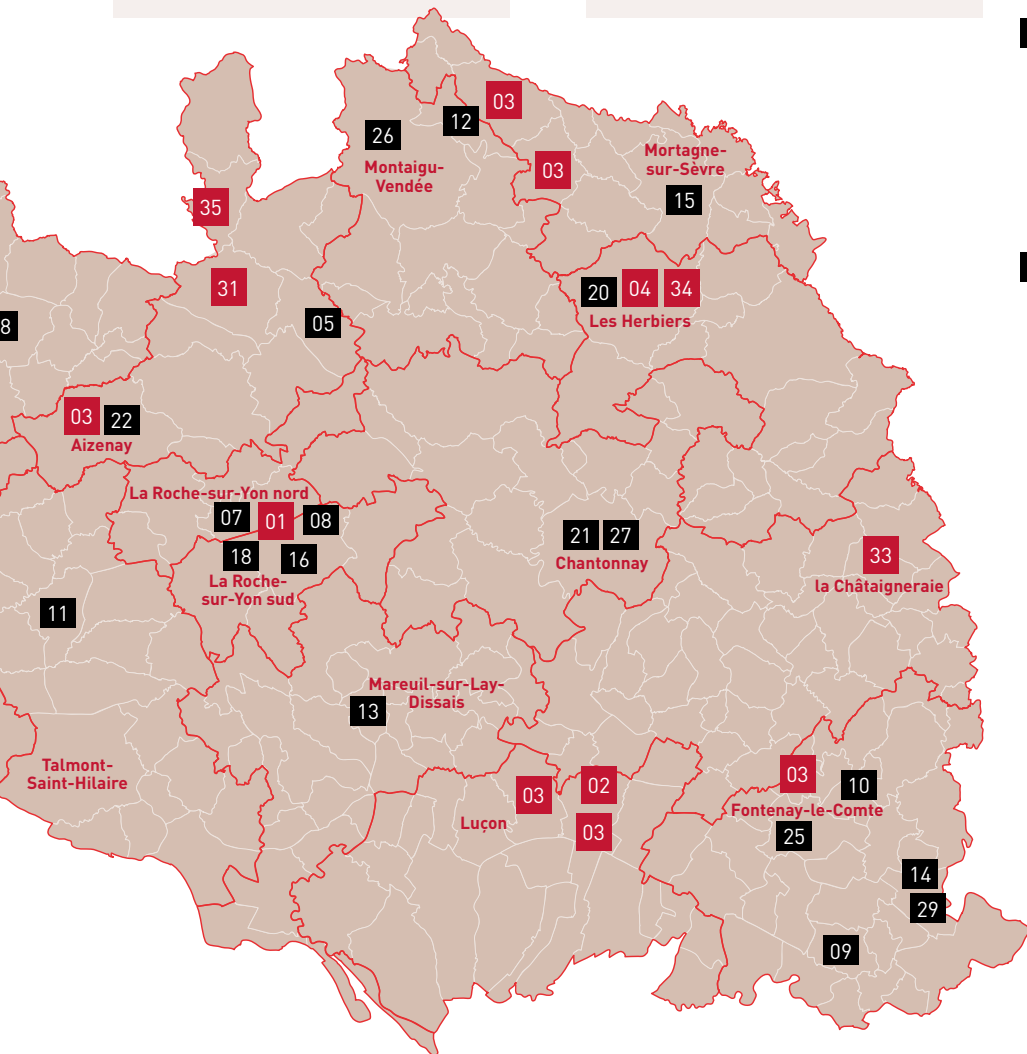 03
12
26
Montaigu-
Vendée
03
Mortagne-
sur-Sèvre
15
35
31
05
20 04 34
Les Herbiers
8
03 22
Aizenay
La Roche-sur-Yon nord
07 01 08
18 16
La Roche-
sur-Yon sud
21 27
Chantonnay
33
la Châtaigneraie
11
Mareuil-sur-Lay-
Dissais
13
Talmont-
Saint-Hilaire
03
02
Luçon
03
03
10
Fontenay-le-Comte
25
14
29
09